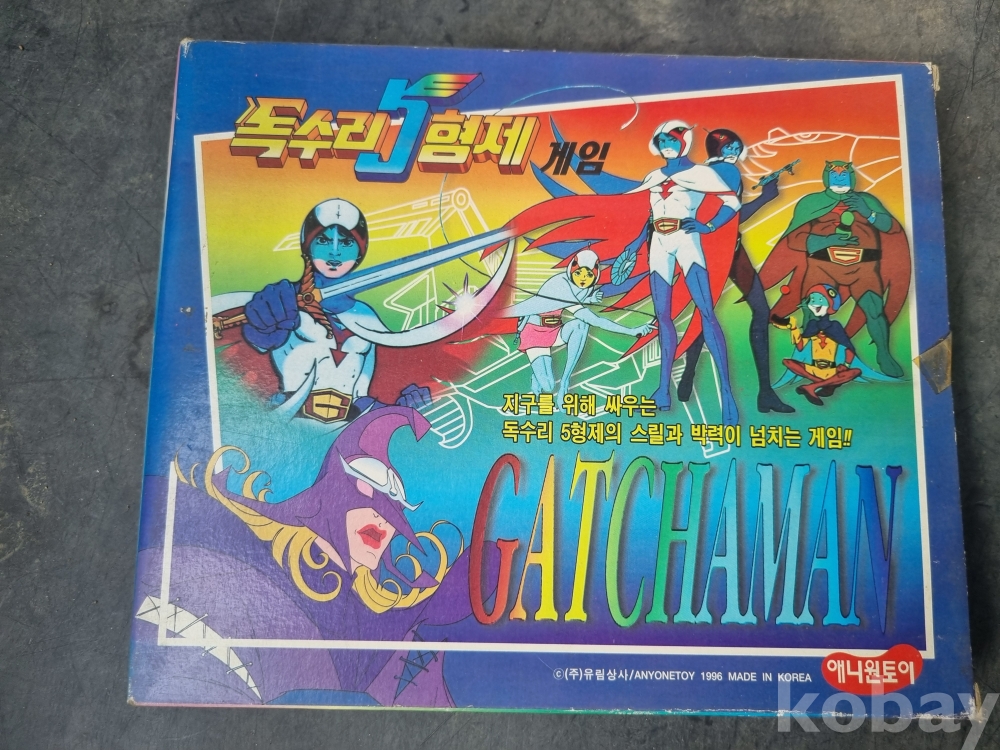 독수리5형제 게임
지구를 위해 싸우는
독수리 5형제의 스릴과 박력이 넘치는 게임!!
GATCHAMAN
ⓒ(주)유림상사/ANYONETOY 1996 MADE IN KOREA
애니원토이
kobay